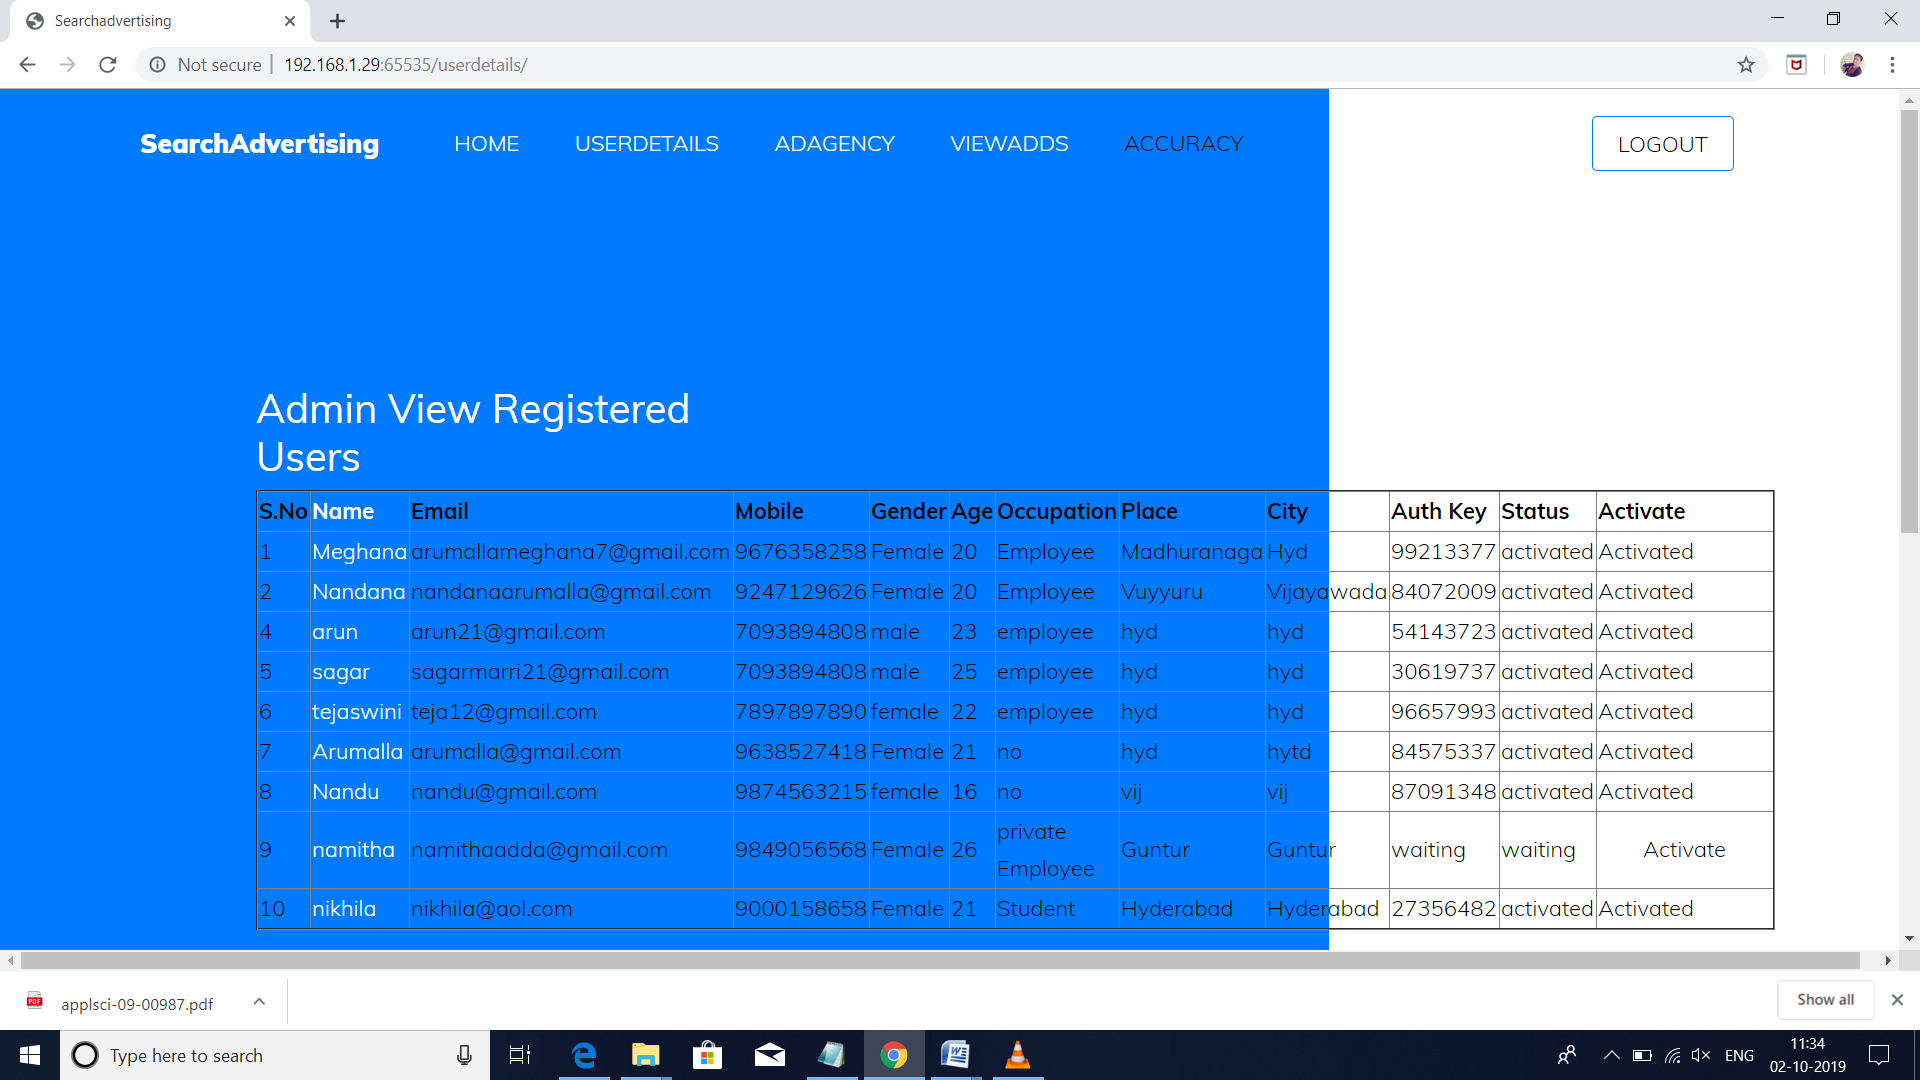 Searchadvertising
Not secure | 192.168.1.29:65535/userdetails/
SearchAdvertising HOME USERDETAILS ADAGENCY VIEWADDS ACCURACY LOGOUT
Admin View Registered
Users
S.No Name Email Mobile Gender Age Occupation Place City Auth Key Status Activate
1 Meghana arumallameghana7@gmail.com 9676358258 Female 20 Employee Madhuranaga Hyd 99213377 activated Activated
2 Nandana nandanaarumalla@gmail.com 9247129626 Female 20 Employee Vuyyuru Vijayawada 84072009 activated Activated
4 arun arun21@gmail.com 7093894808 male 23 employee hyd hyd 54143723 activated Activated
5 sagar sagarmarri21@gmail.com 7093894808 male 25 employee hyd hyd 30619737 activated Activated
6 tejaswini teja12@gmail.com 7897897890 female 22 employee hyd hyd 96657993 activated Activated
7 Arumalla arumalla@gmail.com 9638527418 Female 21 no hyd hytd 84575337 activated Activated
8 Nandu nandu@gmail.com 9874563215 female 16 no vij vij 87091348 activated Activated
9 namitha namithaadda@gmail.com 9849056568 Female 26 private Employee Guntur Guntur waiting waiting Activate
10 nikhila nikhila@aol.com 9000158658 Female 21 Student Hyderabad Hyderabad 27356482 activated Activated
PDF applsci-09-00987.pdf Show all
Type here to search ENG 11:34
02-10-2019